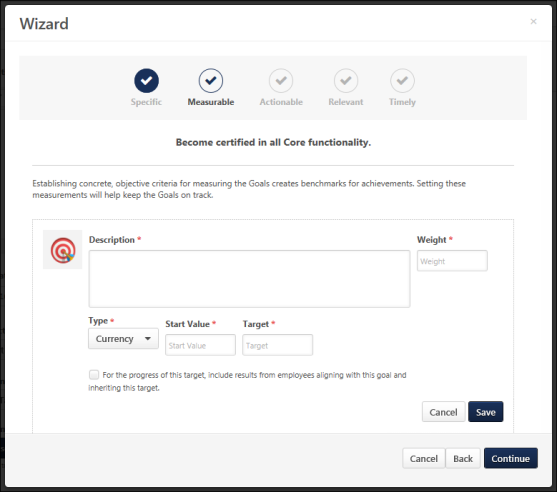 Wizard
×
Specific
Measurable
Actionable
Relevant
Timely
Become certified in all Core functionality.
Establishing concrete, objective criteria for measuring the Goals creates benchmarks for achievements. Setting these
measurements will help keep the Goals on track.
Description *
Weight *
Weight
Type *
Start Value *
Target *
Currency
Start Value
Target
For the progress of this target, include results from employees aligning with this goal and
inheriting this target.
Cancel
Save
Cancel
Back
Continue